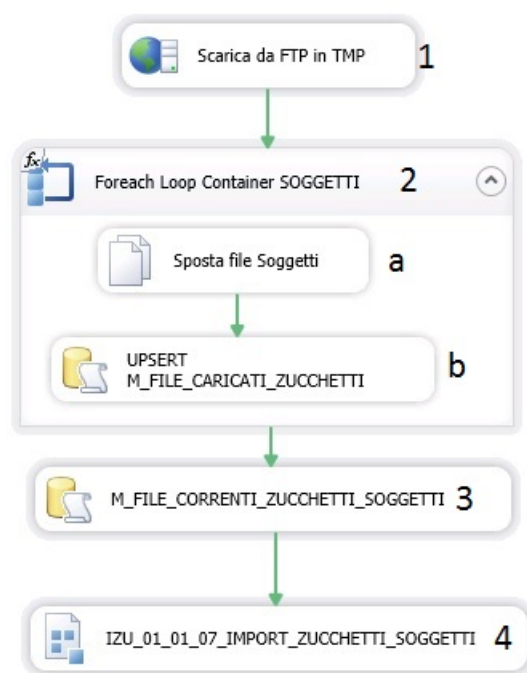 Scarica da FTP in TMP 1
fx
Foreach Loop Container SOGGETTI 2
Sposta file Soggetti a
UPSERT
M_FILE_CARICATI_ZUCCHETTI b
M_FILE_CORRENTI_ZUCCHETTI_SOGGETTI 3
IZU_01_01_07_IMPORT_ZUCCHETTI_SOGGETTI 4